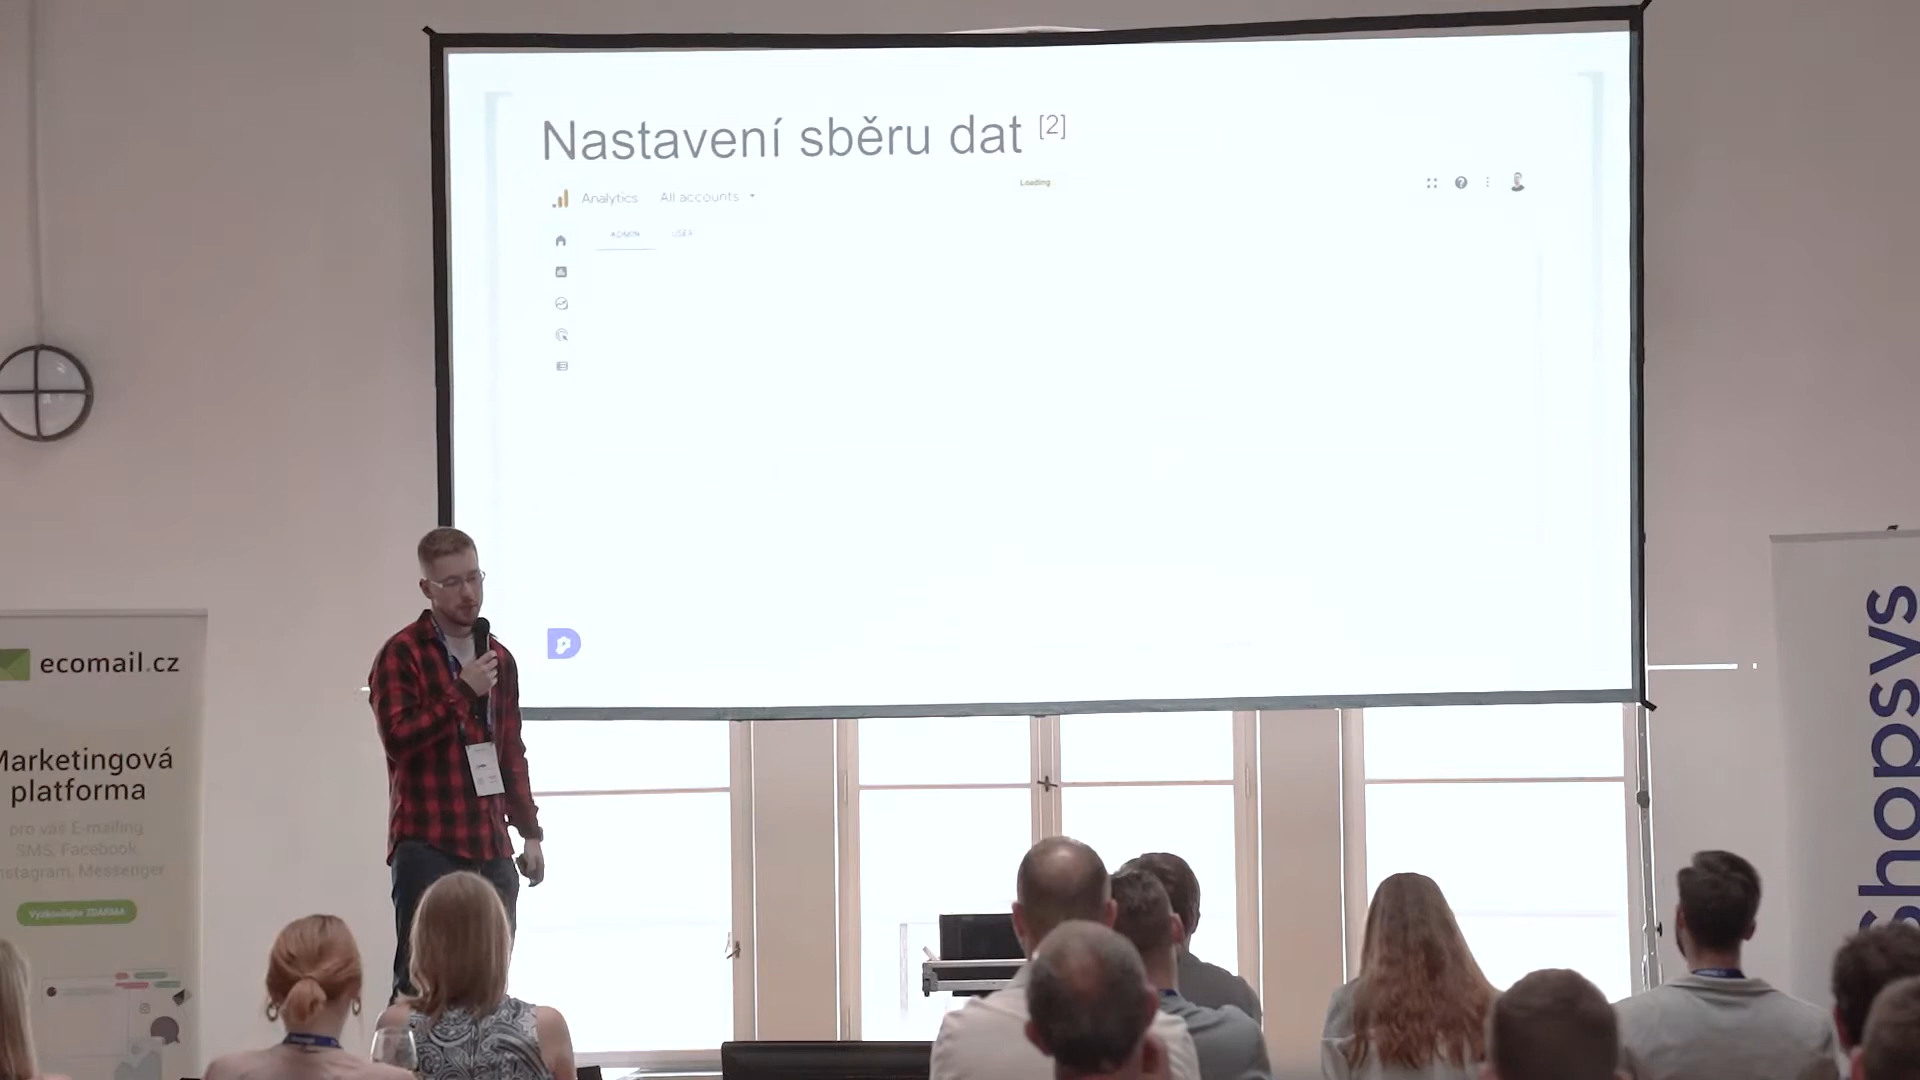 Nastavení sběru dat [2]
Analytics All accounts
Loading
ADMIN USER
ecomail.cz
Marketingová
platforma
pro váš E-mailing
SMS, Facebook
Instagram, Messenger
Vyzkoušejte ZDARMA
shopsys